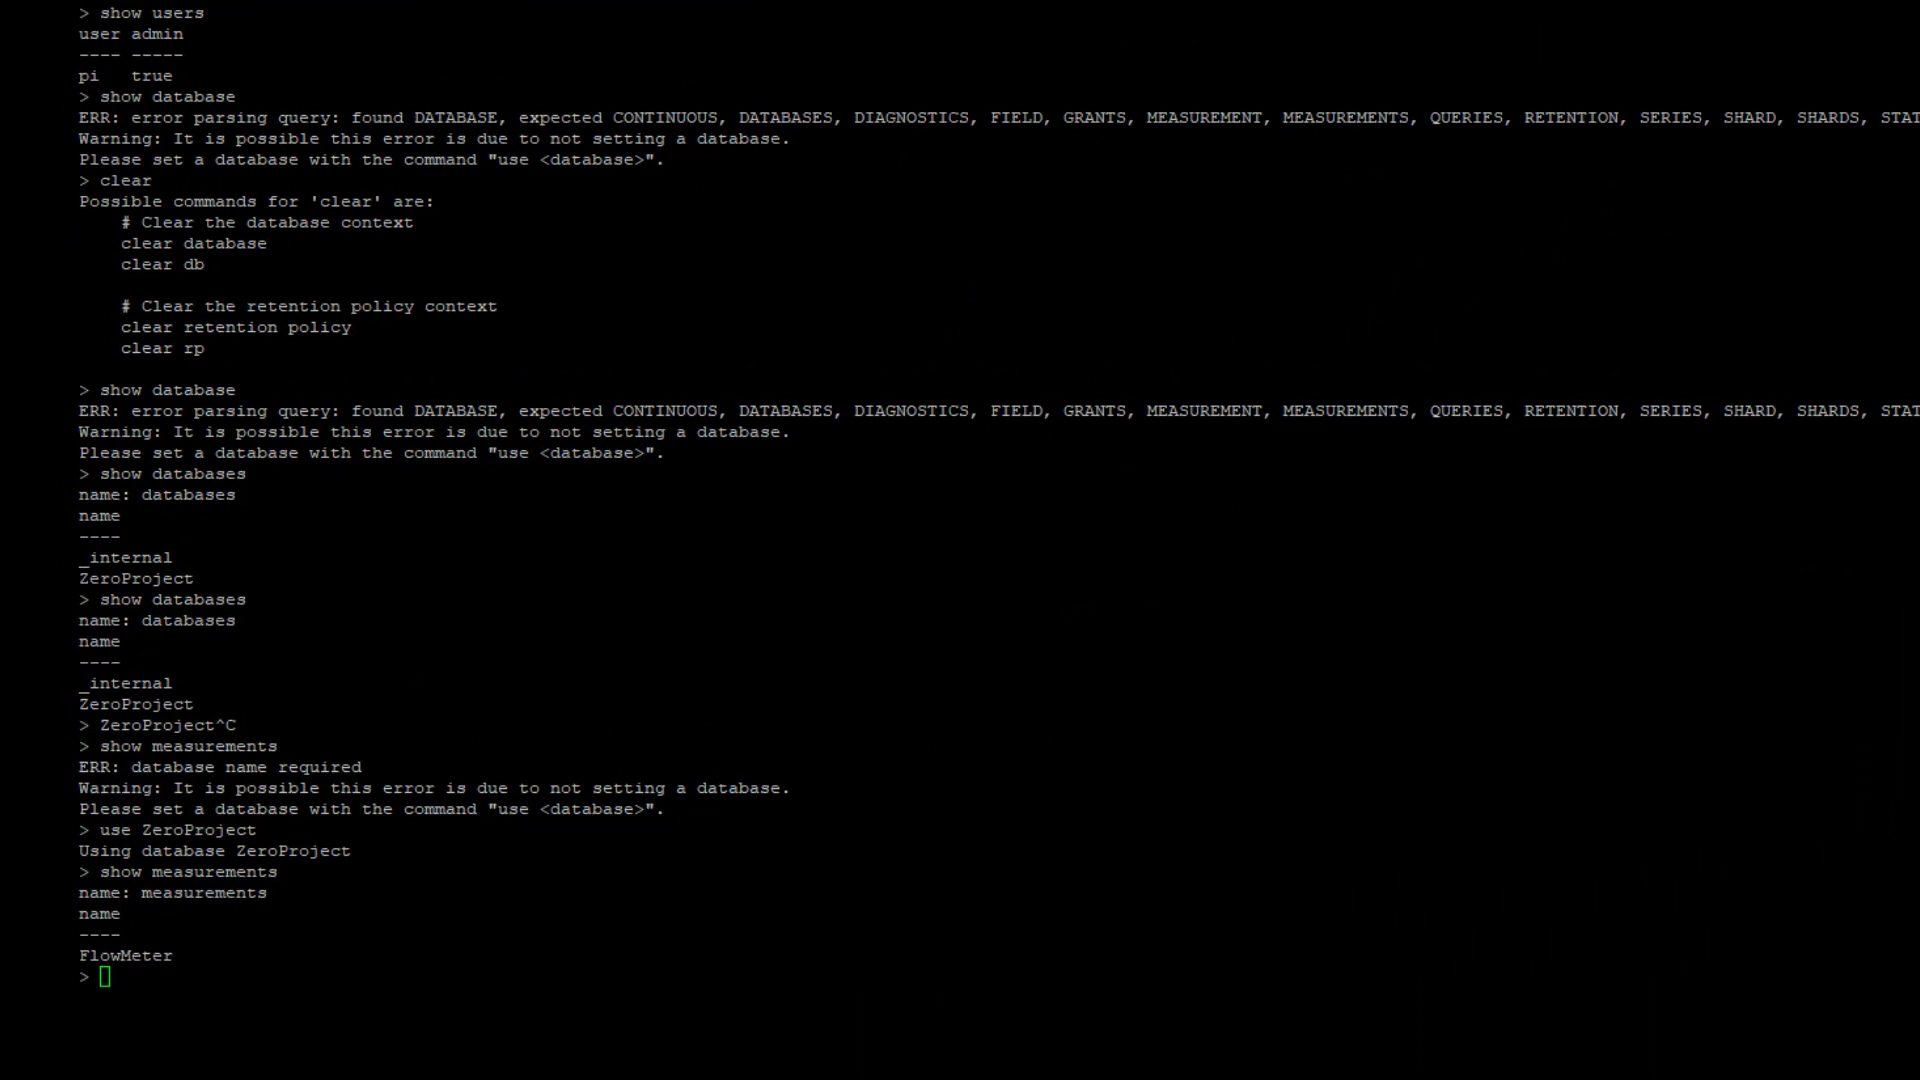 > show users
user admin
---- -----
pi   true
> show database
ERR: error parsing query: found DATABASE, expected CONTINUOUS, DATABASES, DIAGNOSTICS, FIELD, GRANTS, MEASUREMENT, MEASUREMENTS, QUERIES, RETENTION, SERIES, SHARD, SHARDS, STAT
Warning: It is possible this error is due to not setting a database.
Please set a database with the command "use <database>".
> clear
Possible commands for 'clear' are:
    # Clear the database context
    clear database
    clear db
    # Clear the retention policy context
    clear retention policy
    clear rp
> show database
ERR: error parsing query: found DATABASE, expected CONTINUOUS, DATABASES, DIAGNOSTICS, FIELD, GRANTS, MEASUREMENT, MEASUREMENTS, QUERIES, RETENTION, SERIES, SHARD, SHARDS, STAT
Warning: It is possible this error is due to not setting a database.
Please set a database with the command "use <database>".
> show databases
name: databases
name
----
_internal
ZeroProject
> show databases
name: databases
name
----
_internal
ZeroProject
> ZeroProject^C
> show measurements
ERR: database name required
Warning: It is possible this error is due to not setting a database.
Please set a database with the command "use <database>".
> use ZeroProject
Using database ZeroProject
> show measurements
name: measurements
name
----
FlowMeter
>